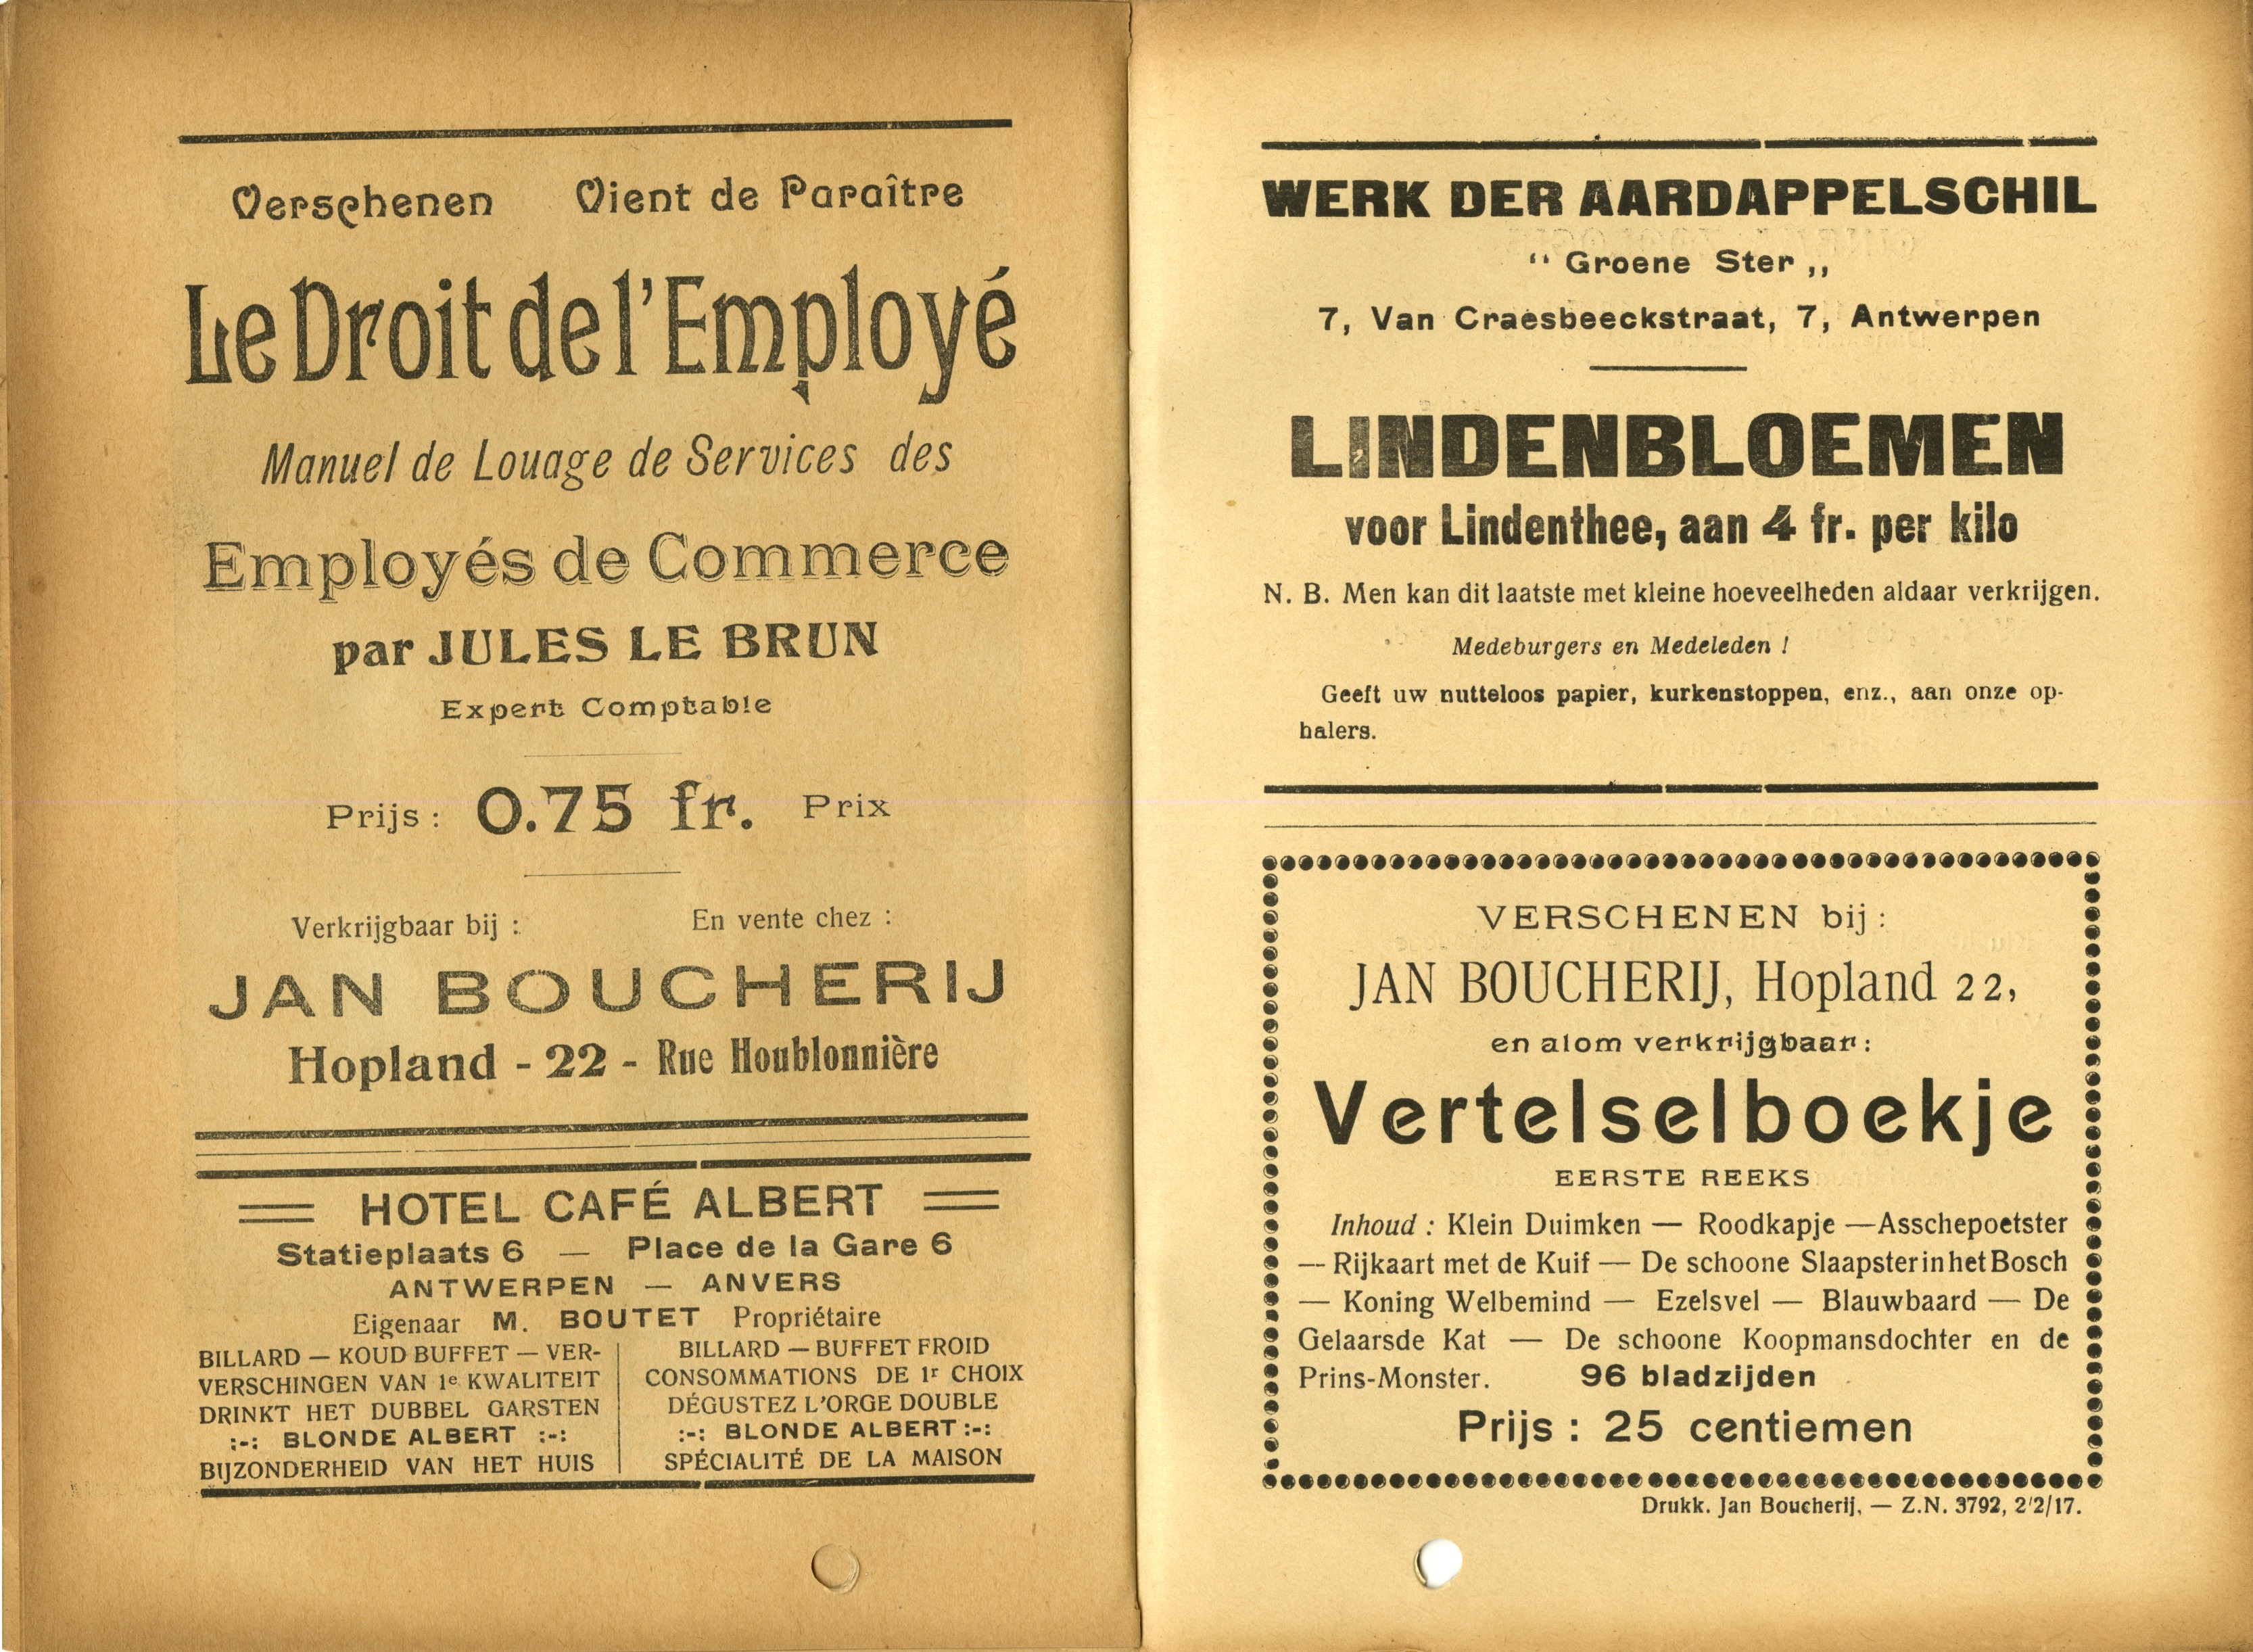 Verschenen Vient de Paraître
Le Droit de l'Employé
Manuel de Louage de Services des
Employés de Commerce
par JULES LE BRUN
Expert Comptable
Prijs : 0.75 fr. Prix
Verkrijgbaar bij : En vente chez :
JAN BOUCHERIJ
Hopland - 22 - Rue Houblonnière
HOTEL CAFÉ ALBERT
Statieplaats 6 — Place de la Gare 6
ANTWERPEN — ANVERS
Eigenaar M. BOUTET Propriétaire
BILLARD — KOUD BUFFET — VER-
VERSCHINGEN VAN 1e KWALITEIT
DRINKT HET DUBBEL GARSTEN
:-: BLONDE ALBERT :-:
BIJZONDERHEID VAN HET HUIS
BILLARD — BUFFET FROID
CONSOMMATIONS DE 1r CHOIX
DÉGUSTEZ L'ORGE DOUBLE
:-: BLONDE ALBERT :-:
SPÉCIALITÉ DE LA MAISON
WERK DER AARDAPPELSCHIL
“ Groene Ster „
7, Van Craesbeeckstraat, 7, Antwerpen
LINDENBLOEMEN
voor Lindenthee, aan 4 fr. per kilo
N. B. Men kan dit laatste met kleine hoeveelheden aldaar verkrijgen.
Medeburgers en Medeleden !
Geeft uw nutteloos papier, kurkenstoppen, enz., aan onze op-
halers.
VERSCHENEN bij :
JAN BOUCHERIJ, Hopland 22,
en alom verkrijgbaar :
Vertelselboekje
EERSTE REEKS
Inhoud : Klein Duimken — Roodkapje — Asschepoetster
— Rijkaart met de Kuif — De schoone Slaapster in het Bosch
— Koning Welbemind — Ezelsvel — Blauwbaard — De
Gelaarsde Kat — De schoone Koopmansdochter en de
Prins-Monster. 96 bladzijden
Prijs : 25 centiemen
Drukk. Jan Boucherij, — Z.N. 3792, 2/2/17.